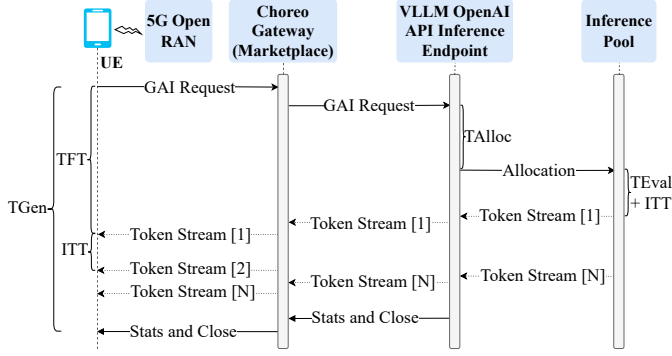 5G Open
RAN
Choreo
Gateway
(Marketplace)
VLLM OpenAI
API Inference
Endpoint
Inference
Pool
UE
GAI Request
GAI Request
TAlloc
TFT
Allocation
TEval
+ ITT
TGen
Token Stream [1]
Token Stream [1]
Token Stream [1]
ITT
Token Stream [2]
Token Stream [N]
Token Stream [N]
Token Stream [N]
Stats and Close
Stats and Close